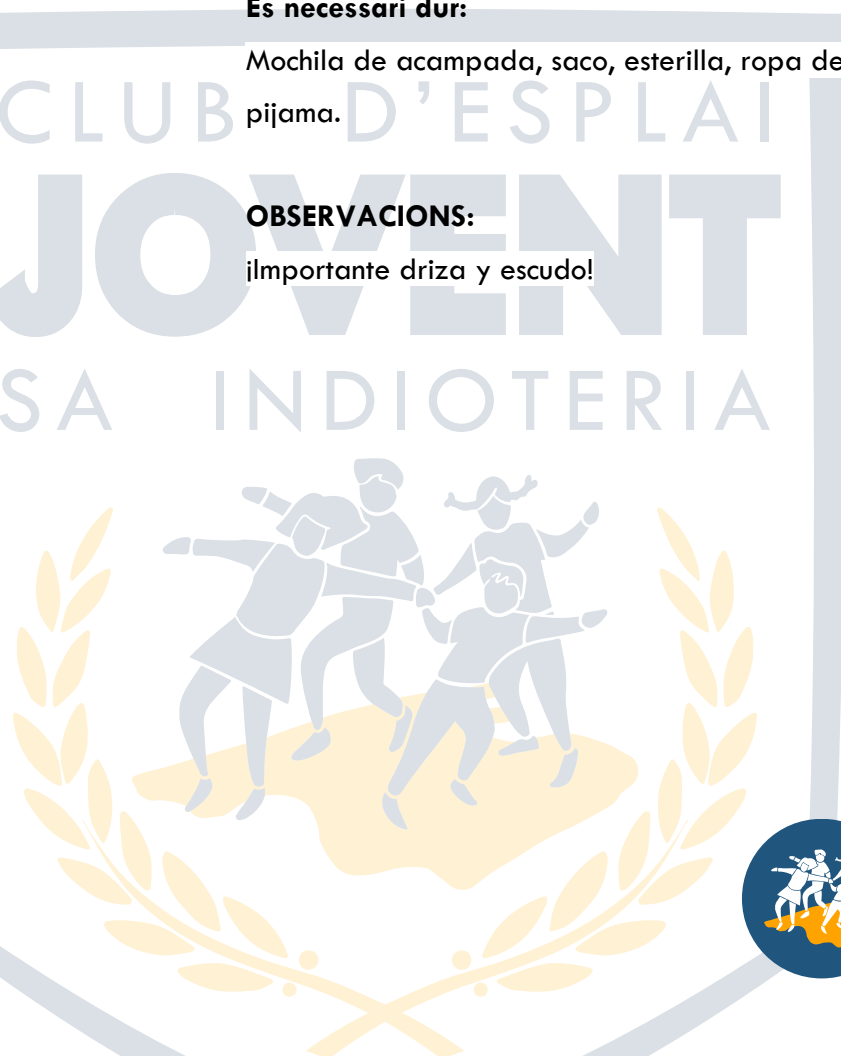 Es necessari dur:
Mochila de acampada, saco, esterilla, ropa de
pijama.
OBSERVACIONS:
¡Importante driza y escudo!
CLUB D'ESPLAI
JOVENT
SA INDIOTERIA